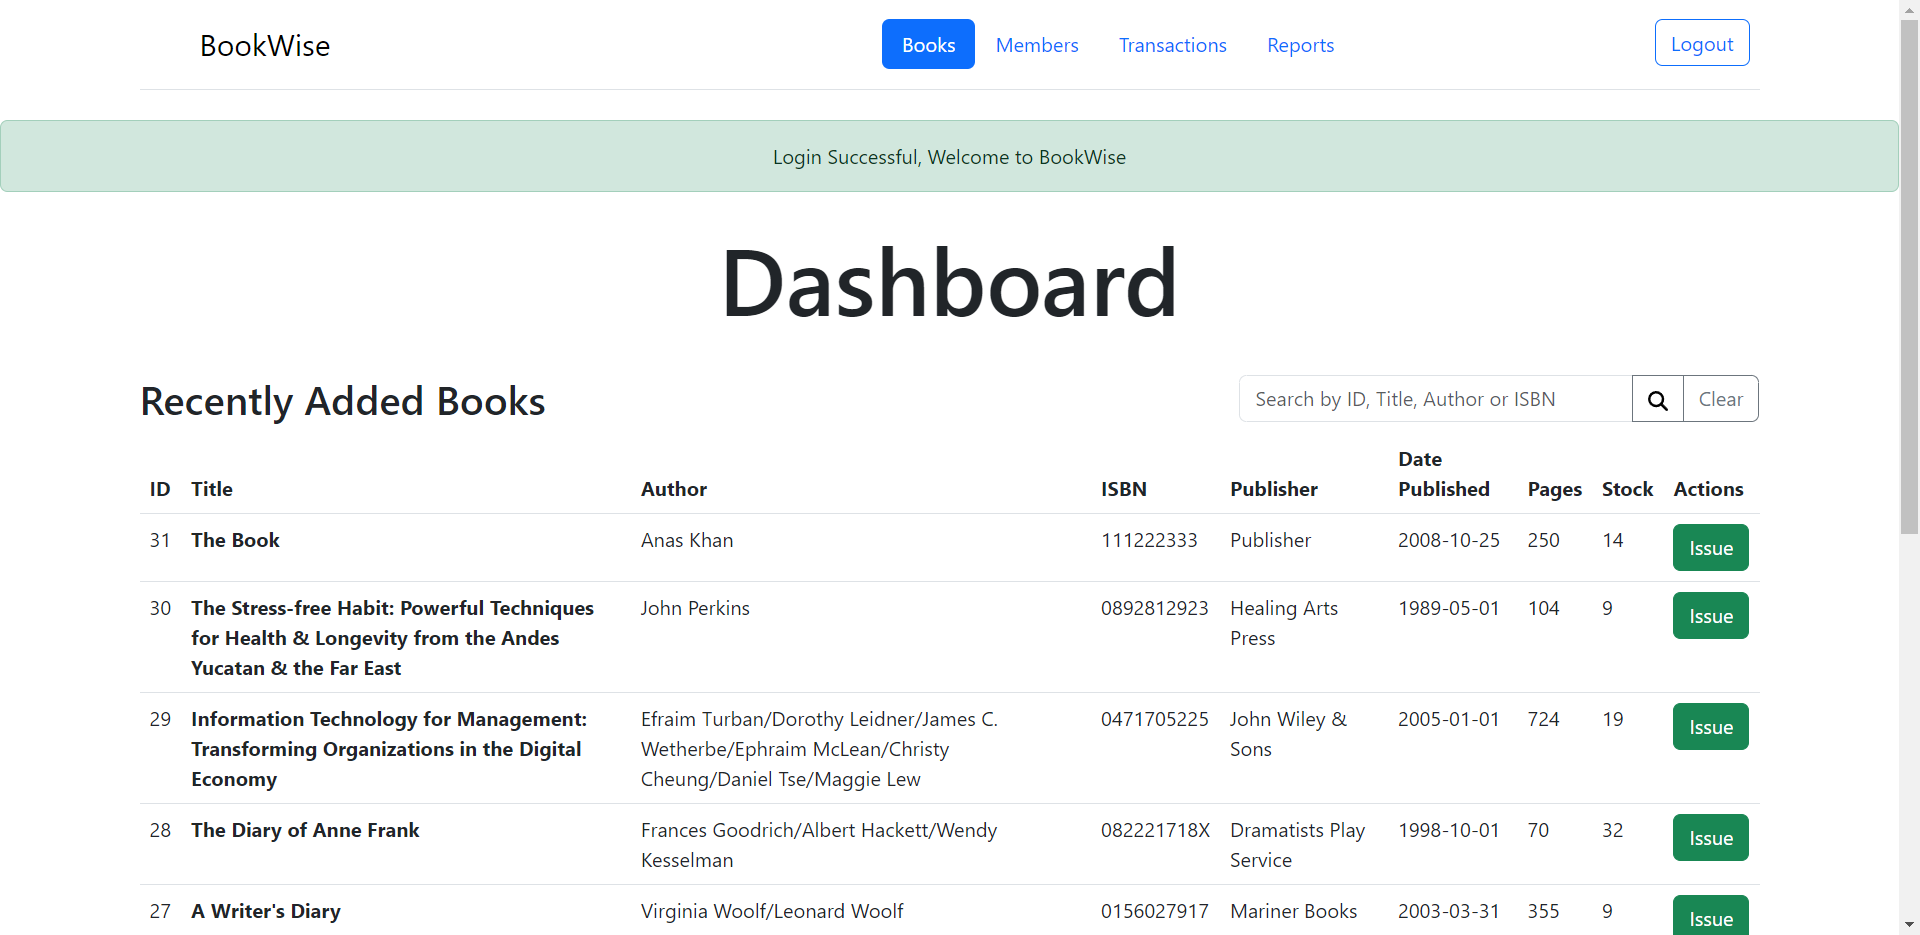 BookWise
Books Members Transactions Reports
Logout
Login Successful, Welcome to BookWise
Dashboard
Recently Added Books
Search by ID, Title, Author or ISBN
Clear
ID Title Author ISBN Publisher Date Published Pages Stock Actions
31 The Book Anas Khan 111222333 Publisher 2008-10-25 250 14 Issue
30 The Stress-free Habit: Powerful Techniques John Perkins 0892812923 Healing Arts 1989-05-01 104 9 Issue
for Health & Longevity from the Andes Press
Yucatan & the Far East
29 Information Technology for Management: Efraim Turban/Dorothy Leidner/James C. 0471705225 John Wiley & 2005-01-01 724 19 Issue
Transforming Organizations in the Digital Wetherbe/Ephraim McLean/Christy Sons
Economy Cheung/Daniel Tse/Maggie Lew
28 The Diary of Anne Frank Frances Goodrich/Albert Hackett/Wendy 082221718X Dramatists Play 1998-10-01 70 32 Issue
Kesselman Service
27 A Writer's Diary Virginia Woolf/Leonard Woolf 0156027917 Mariner Books 2003-03-31 355 9 Issue